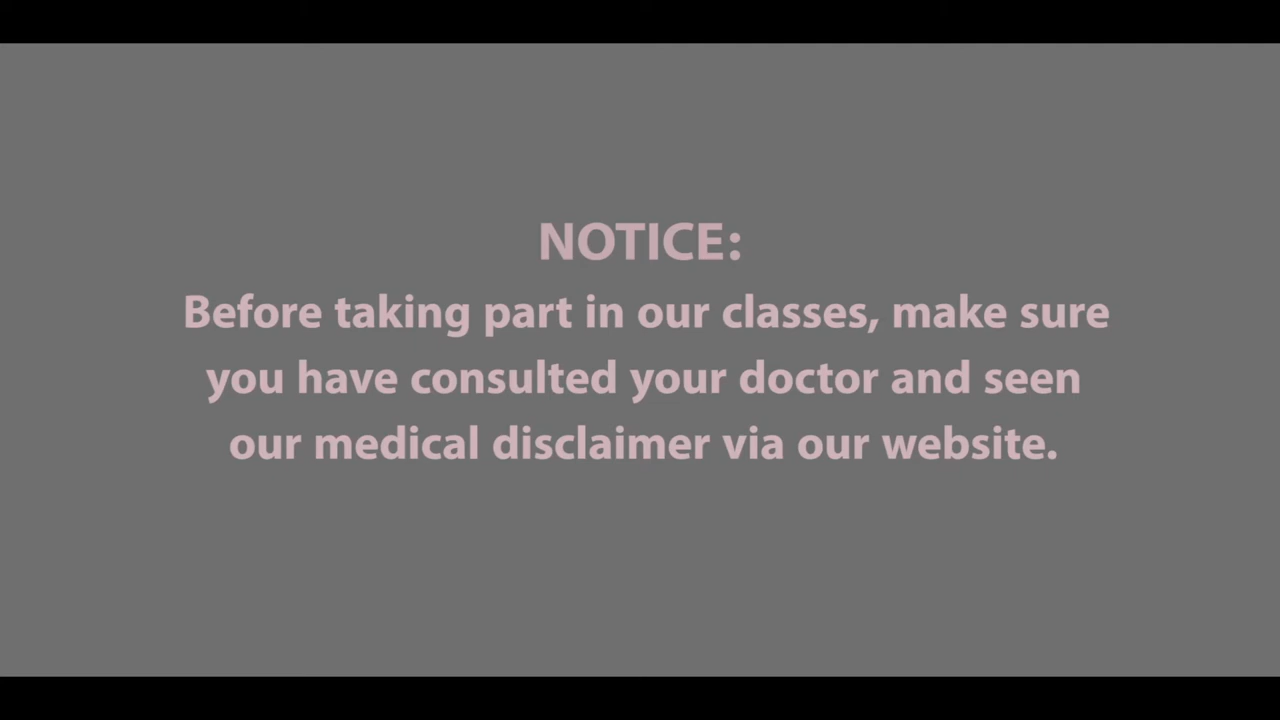 NOTICE:
Before taking part in our classes, make sure
you have consulted your doctor and seen
our medical disclaimer via our website.